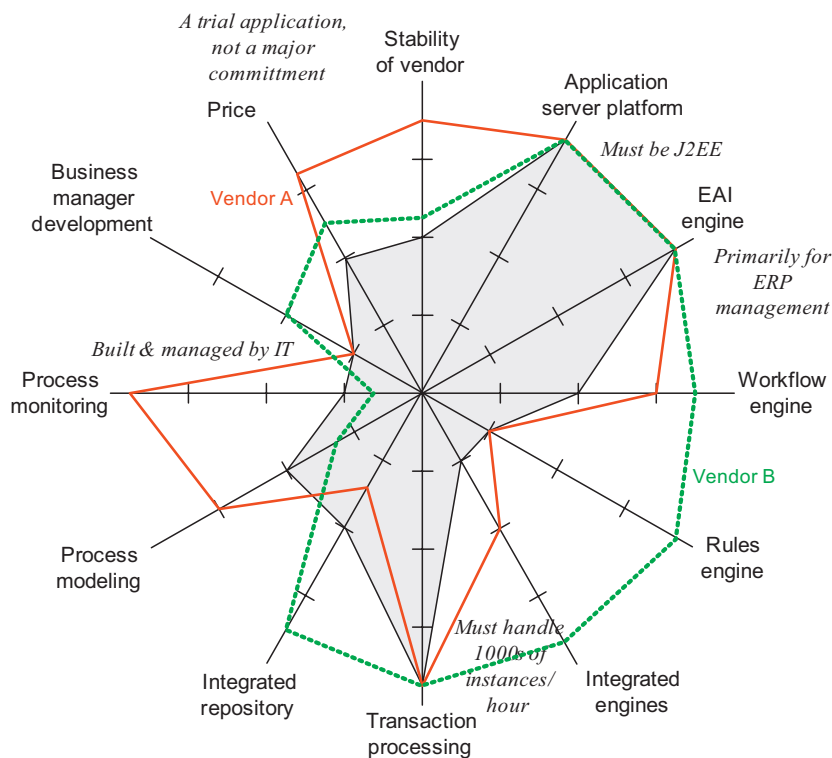 A trial application,
not a major
committment
Stability
of vendor
Application
server platform
Price
Must be J2EE
Business
manager
development
Vendor A
EAI
engine
Primarily for
ERP
management
Built & managed by IT
Process
monitoring
Workflow
engine
Vendor B
Process
modeling
Rules
engine
Must handle
1000s of
instances/
hour
Integrated
repository
Integrated
engines
Transaction
processing